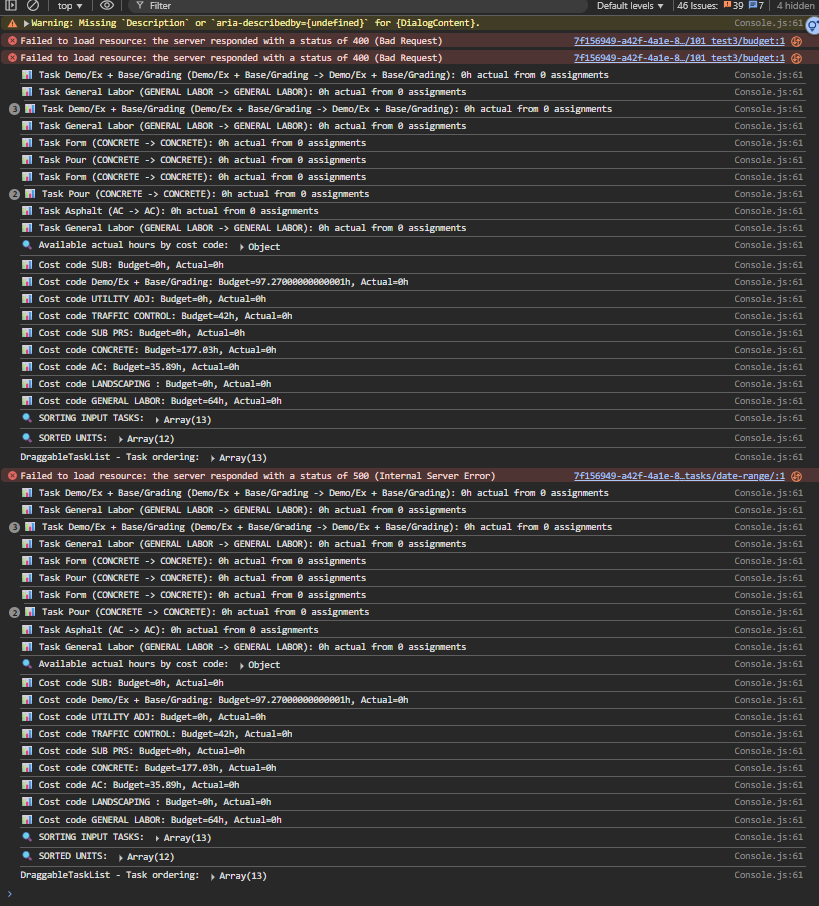 top ▾ Filter Default levels ▾ 46 Issues: 39 7 4 hidden
▶Warning: Missing `Description` or `aria-describedby={undefined}` for {DialogContent}. Console.js:61
Failed to load resource: the server responded with a status of 400 (Bad Request) 7f156949-a42f-4a1e-8…/101 test3/budget:1
Failed to load resource: the server responded with a status of 400 (Bad Request) 7f156949-a42f-4a1e-8…/101 test3/budget:1
Task Demo/Ex + Base/Grading (Demo/Ex + Base/Grading -> Demo/Ex + Base/Grading): 0h actual from 0 assignments Console.js:61
Task General Labor (GENERAL LABOR -> GENERAL LABOR): 0h actual from 0 assignments Console.js:61
3 Task Demo/Ex + Base/Grading (Demo/Ex + Base/Grading -> Demo/Ex + Base/Grading): 0h actual from 0 assignments Console.js:61
Task General Labor (GENERAL LABOR -> GENERAL LABOR): 0h actual from 0 assignments Console.js:61
Task Form (CONCRETE -> CONCRETE): 0h actual from 0 assignments Console.js:61
Task Pour (CONCRETE -> CONCRETE): 0h actual from 0 assignments Console.js:61
Task Form (CONCRETE -> CONCRETE): 0h actual from 0 assignments Console.js:61
2 Task Pour (CONCRETE -> CONCRETE): 0h actual from 0 assignments Console.js:61
Task Asphalt (AC -> AC): 0h actual from 0 assignments Console.js:61
Task General Labor (GENERAL LABOR -> GENERAL LABOR): 0h actual from 0 assignments Console.js:61
Available actual hours by cost code: ▶ Object Console.js:61
Cost code SUB: Budget=0h, Actual=0h Console.js:61
Cost code Demo/Ex + Base/Grading: Budget=97.27000000000001h, Actual=0h Console.js:61
Cost code UTILITY ADJ: Budget=0h, Actual=0h Console.js:61
Cost code TRAFFIC CONTROL: Budget=42h, Actual=0h Console.js:61
Cost code SUB PRS: Budget=0h, Actual=0h Console.js:61
Cost code CONCRETE: Budget=177.03h, Actual=0h Console.js:61
Cost code AC: Budget=35.89h, Actual=0h Console.js:61
Cost code LANDSCAPING : Budget=0h, Actual=0h Console.js:61
Cost code GENERAL LABOR: Budget=64h, Actual=0h Console.js:61
SORTING INPUT TASKS: ▶ Array(13) Console.js:61
SORTED UNITS: ▶ Array(12) Console.js:61
DraggableTaskList - Task ordering: ▶ Array(13) Console.js:61
Failed to load resource: the server responded with a status of 500 (Internal Server Error) 7f156949-a42f-4a1e-8…tasks/date-range/:1
Task Demo/Ex + Base/Grading (Demo/Ex + Base/Grading -> Demo/Ex + Base/Grading): 0h actual from 0 assignments Console.js:61
Task General Labor (GENERAL LABOR -> GENERAL LABOR): 0h actual from 0 assignments Console.js:61
3 Task Demo/Ex + Base/Grading (Demo/Ex + Base/Grading -> Demo/Ex + Base/Grading): 0h actual from 0 assignments Console.js:61
Task General Labor (GENERAL LABOR -> GENERAL LABOR): 0h actual from 0 assignments Console.js:61
Task Form (CONCRETE -> CONCRETE): 0h actual from 0 assignments Console.js:61
Task Pour (CONCRETE -> CONCRETE): 0h actual from 0 assignments Console.js:61
Task Form (CONCRETE -> CONCRETE): 0h actual from 0 assignments Console.js:61
2 Task Pour (CONCRETE -> CONCRETE): 0h actual from 0 assignments Console.js:61
Task Asphalt (AC -> AC): 0h actual from 0 assignments Console.js:61
Task General Labor (GENERAL LABOR -> GENERAL LABOR): 0h actual from 0 assignments Console.js:61
Available actual hours by cost code: ▶ Object Console.js:61
Cost code SUB: Budget=0h, Actual=0h Console.js:61
Cost code Demo/Ex + Base/Grading: Budget=97.27000000000001h, Actual=0h Console.js:61
Cost code UTILITY ADJ: Budget=0h, Actual=0h Console.js:61
Cost code TRAFFIC CONTROL: Budget=42h, Actual=0h Console.js:61
Cost code SUB PRS: Budget=0h, Actual=0h Console.js:61
Cost code CONCRETE: Budget=177.03h, Actual=0h Console.js:61
Cost code AC: Budget=35.89h, Actual=0h Console.js:61
Cost code LANDSCAPING : Budget=0h, Actual=0h Console.js:61
Cost code GENERAL LABOR: Budget=64h, Actual=0h Console.js:61
SORTING INPUT TASKS: ▶ Array(13) Console.js:61
SORTED UNITS: ▶ Array(12) Console.js:61
DraggableTaskList - Task ordering: ▶ Array(13) Console.js:61